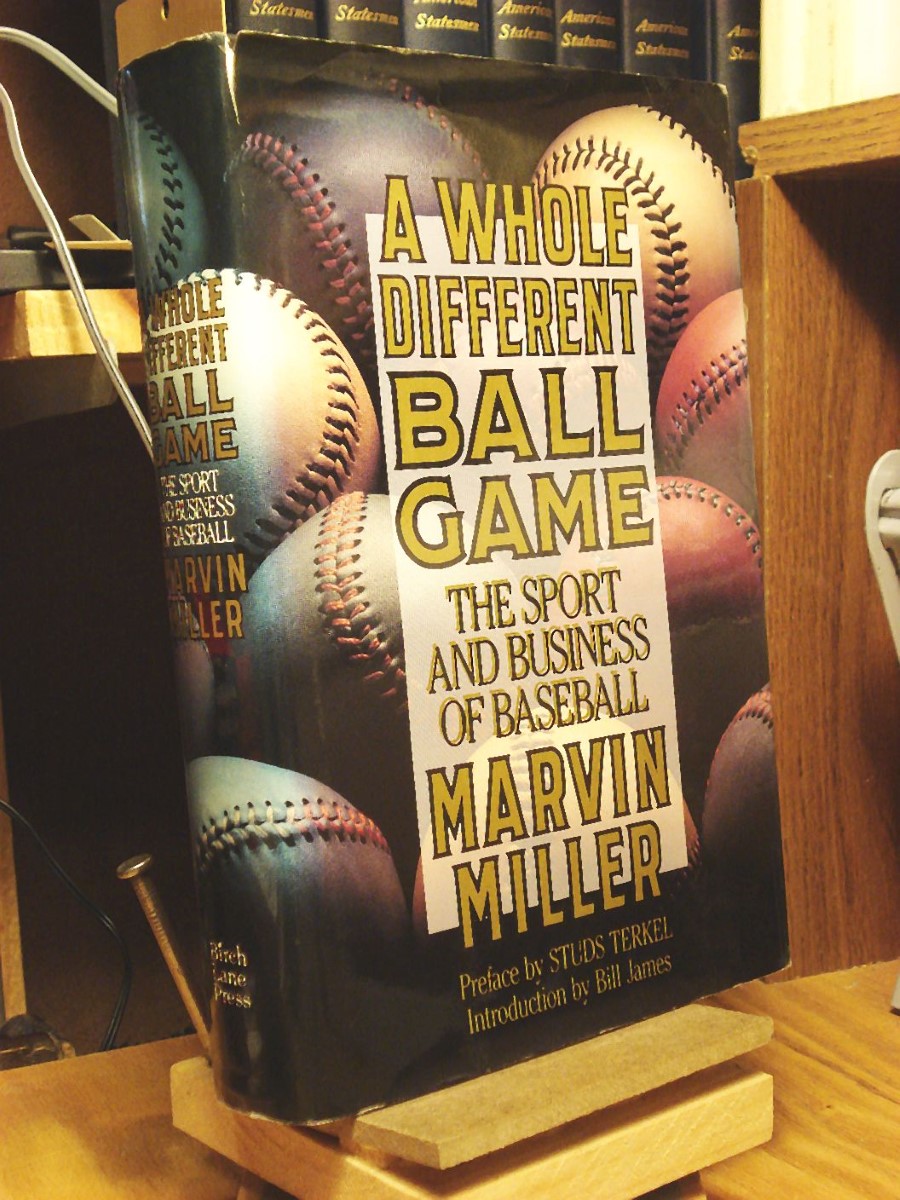 American
Statesmen
American
Statesmen
American
Statesmen
American
Statesmen
American
Statesmen
American
Statesmen
A WHOLE
DIFFERENT
BALL
GAME
THE SPORT
AND BUSINESS
OF BASEBALL
MARVIN
MILLER
Preface by STUDS TERKEL
Introduction by Bill James
WHOLE
DIFFERENT
BALL
GAME
THE SPORT
AND BUSINESS
OF BASEBALL
MARVIN
MILLER
Birch
Lane
Press